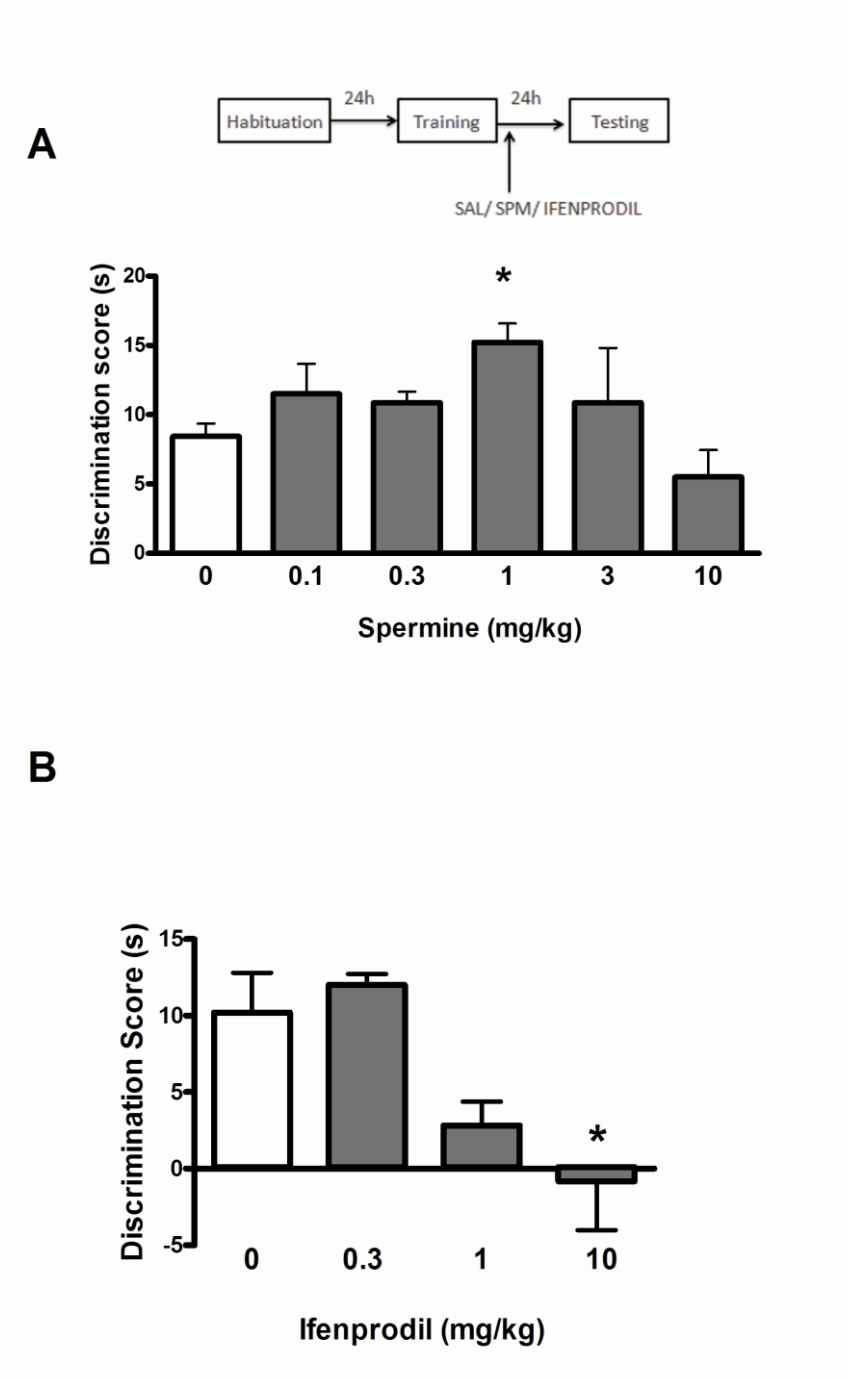 A
24h 24h
Habituation Training Testing
SAL/ SPM/ IFENPRODIL
Discrimination score (s)
20
15
10
5
0
*
0 0.1 0.3 1 3 10
Spermine (mg/kg)
B
Discrimination Score (s)
15
10
5
0
-5
*
0 0.3 1 10
Ifenprodil (mg/kg)